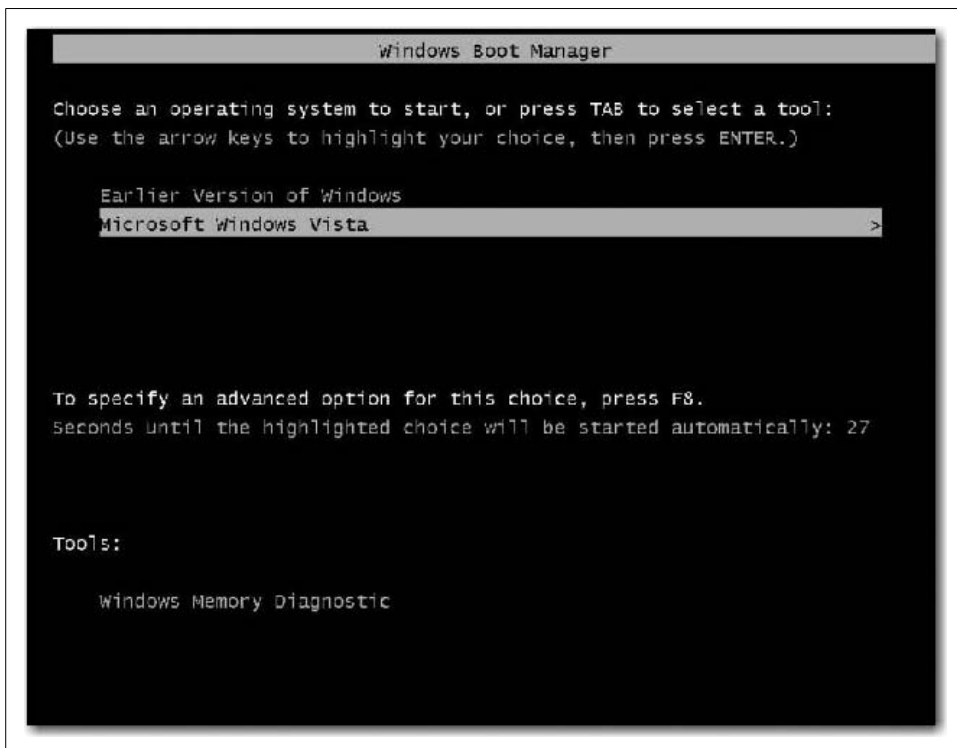 Windows Boot Manager
Choose an operating system to start, or press TAB to select a tool:
(Use the arrow keys to highlight your choice, then press ENTER.)
Earlier Version of Windows
Microsoft Windows Vista >
To specify an advanced option for this choice, press F8.
Seconds until the highlighted choice will be started automatically: 27
Tools:
Windows Memory Diagnostic